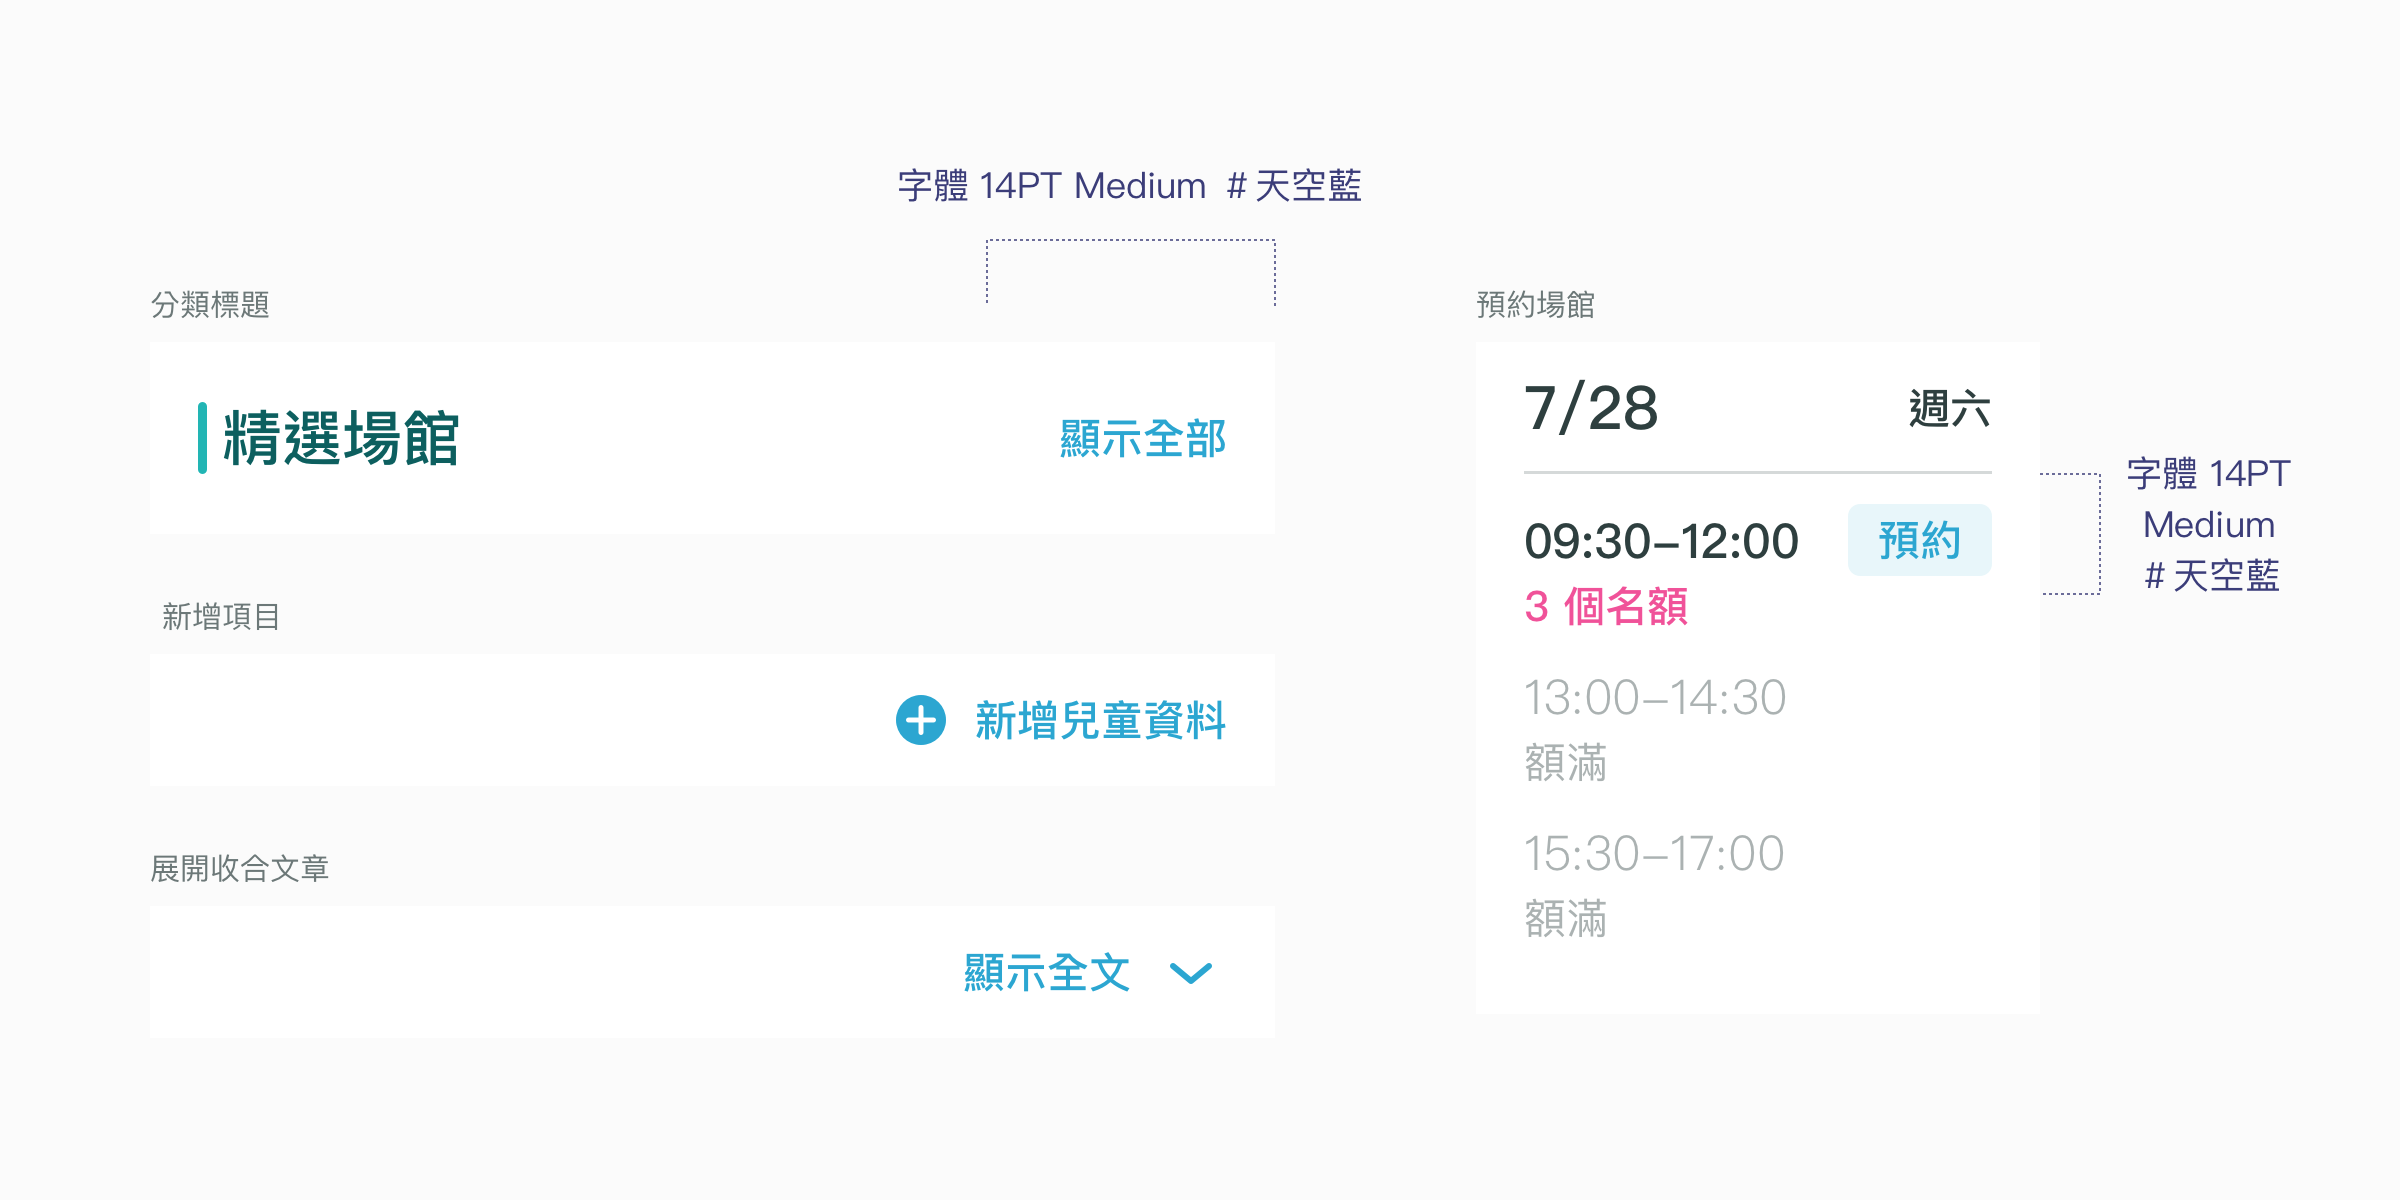 字體 14PT Medium # 天空藍
分類標題
精選場館
顯示全部
新增項目
新增兒童資料
展開收合文章
顯示全文
預約場館
7/28
週六
09:30–12:00
預約
3 個名額
13:00–14:30
額滿
15:30–17:00
額滿
字體 14PT
Medium
# 天空藍